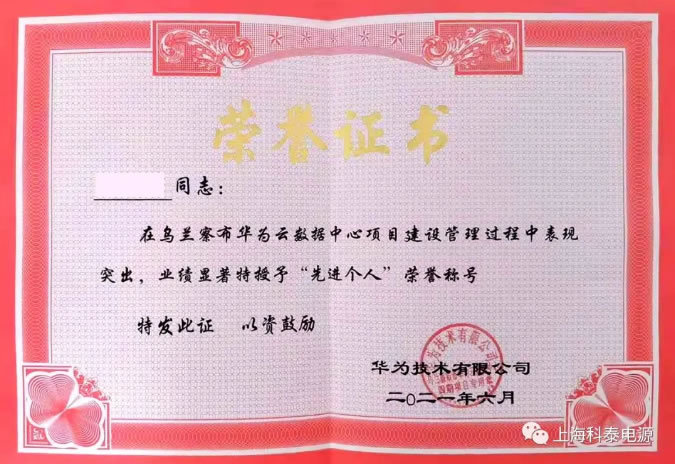 荣誉证书
同志：
在乌兰察布华为云数据中心项目建设管理过程中表现
突出，业绩显著特授予“先进个人”荣誉称号
特发此证 以资鼓励
华为技术有限公司
二〇二一年六月
上海科泰电源